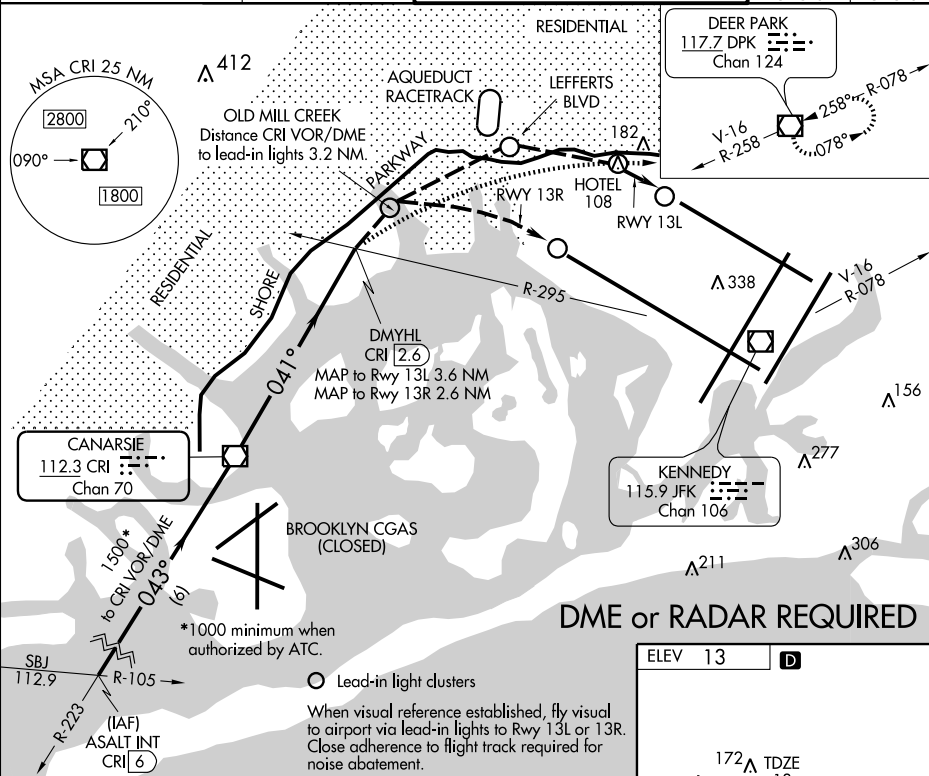 RESIDENTIAL
DEER PARK
117.7 DPK
Chan 124
258° R-078
078°
V-16
R-258
MSA CRI 25 NM
2800
210°
090°
1800
412
AQUEDUCT
RACETRACK
LEFFERTS
BLVD
OLD MILL CREEK
Distance CRI VOR/DME
to lead-in lights 3.2 NM.
182
HOTEL
108
PARKWAY
RWY 13R
RWY 13L
RESIDENTIAL
SHORE
R-295
338
V-16
R-078
DMYHL
CRI 2.6
MAP to Rwy 13L 3.6 NM
MAP to Rwy 13R 2.6 NM
041°
156
CANARSIE
112.3 CRI
Chan 70
277
KENNEDY
115.9 JFK
Chan 106
BROOKLYN CGAS
(CLOSED)
1500*
to CRI VOR/DME
043°
(6)
306
211
*1000 minimum when
authorized by ATC.
DME or RADAR REQUIRED
SBJ
112.9
R-105
R-223
(IAF)
ASALT INT
CRI 6
Lead-in light clusters
When visual reference established, fly visual
to airport via lead-in lights to Rwy 13L or 13R.
Close adherence to flight track required for
noise abatement.
ELEV 13
D
172 TDZE